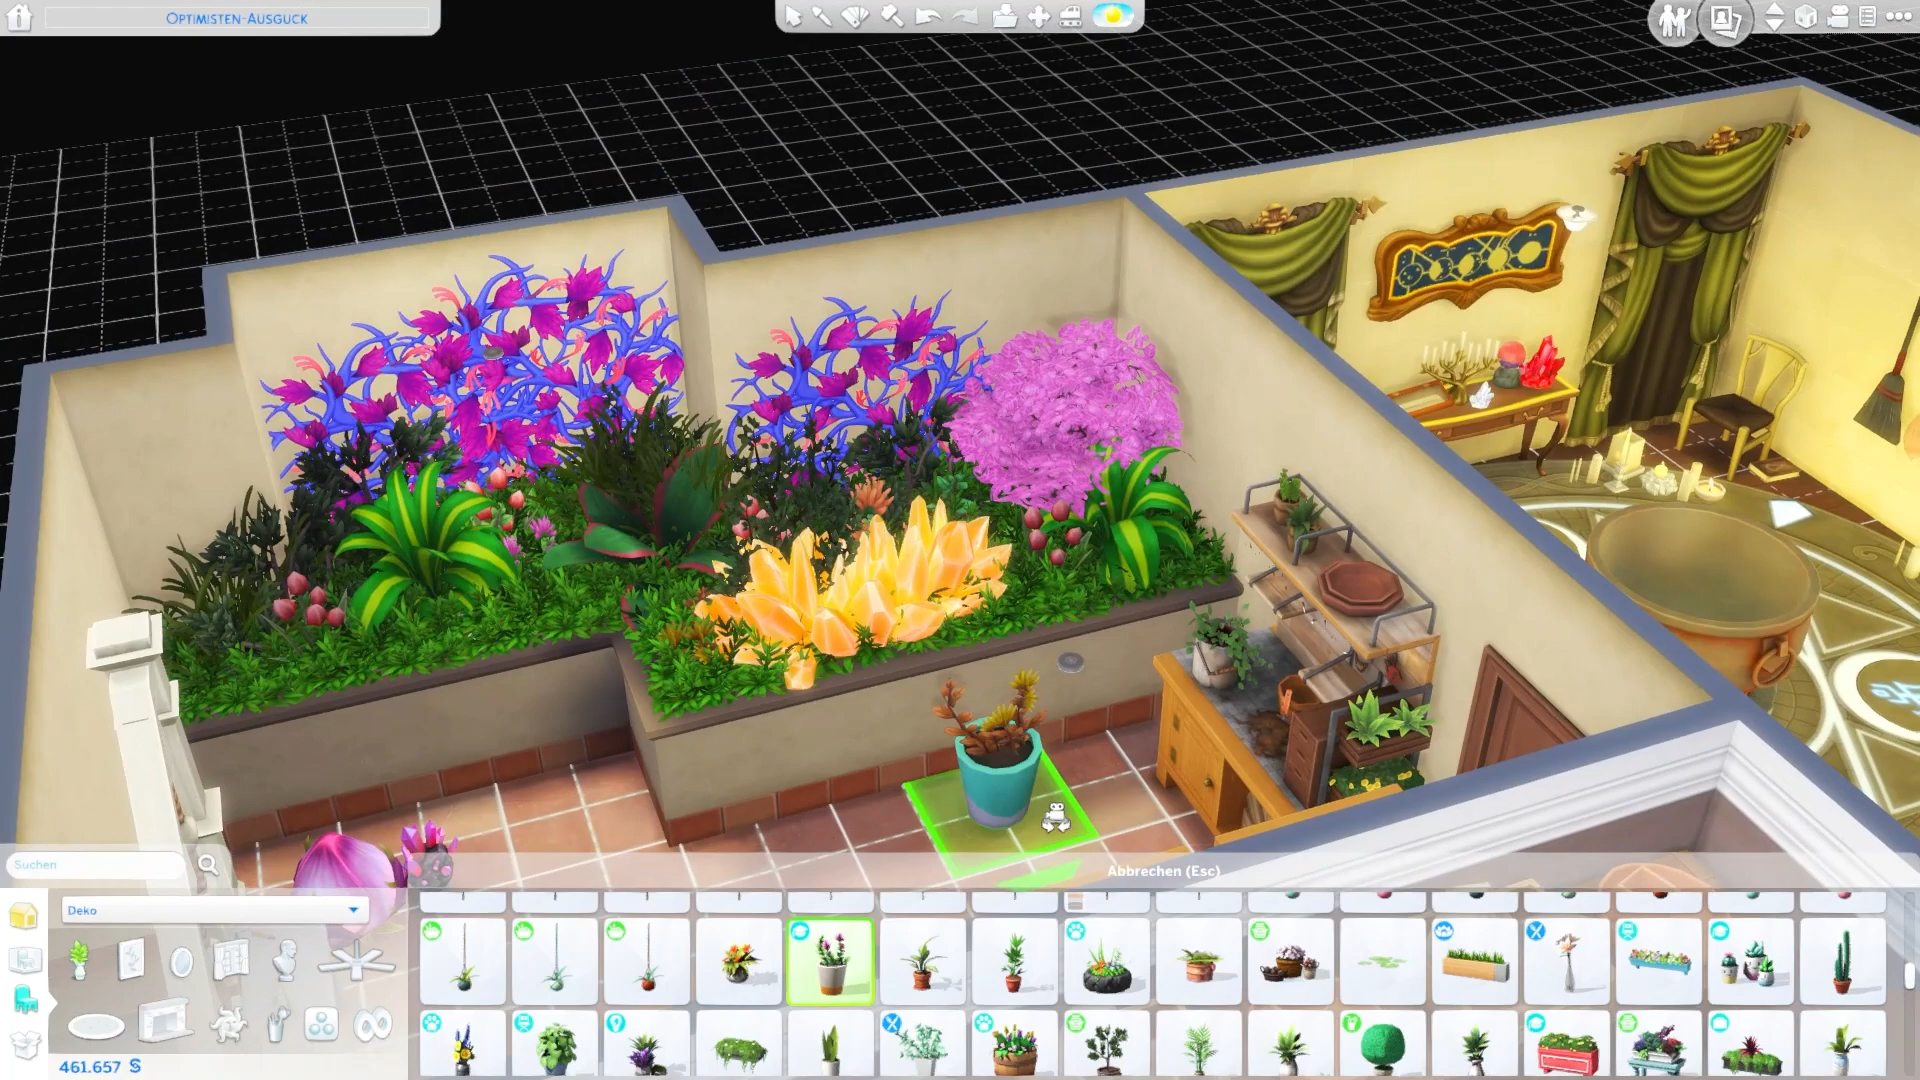 Optimisten-Ausguck
Abbrechen (Esc)
Suchen
Deko
461.657 §